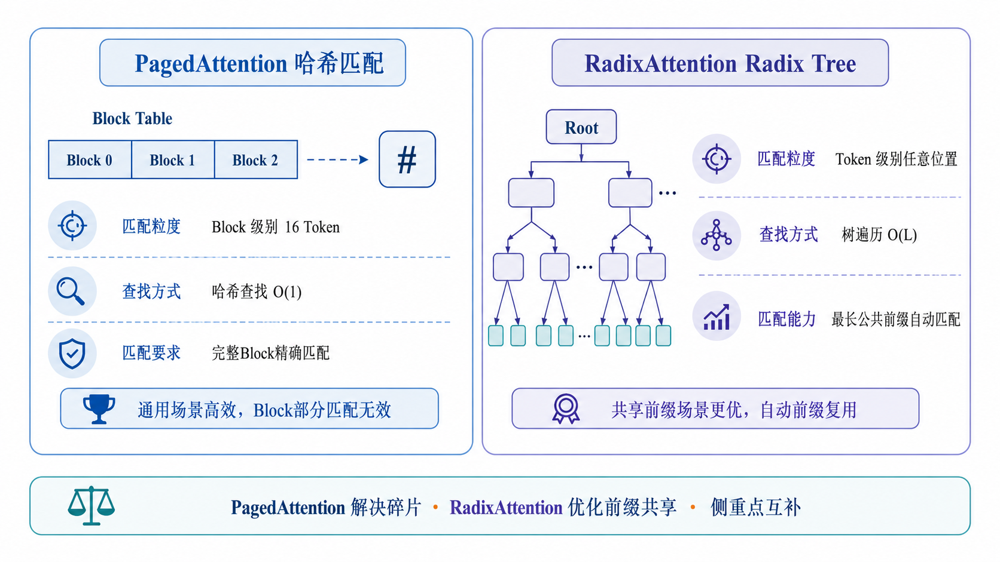 PagedAttention 哈希匹配
Block Table
Block 0 Block 1 Block 2 #
匹配粒度 Block 级别 16 Token
查找方式 哈希查找 O(1)
匹配要求 完整Block精确匹配
通用场景高效，Block部分匹配无效
RadixAttention Radix Tree
Root
...
...
...
匹配粒度 Token 级别任意位置
查找方式 树遍历 O(L)
匹配能力 最长公共前缀自动匹配
共享前缀场景更优，自动前缀复用
PagedAttention 解决碎片 • RadixAttention 优化前缀共享 • 侧重点互补